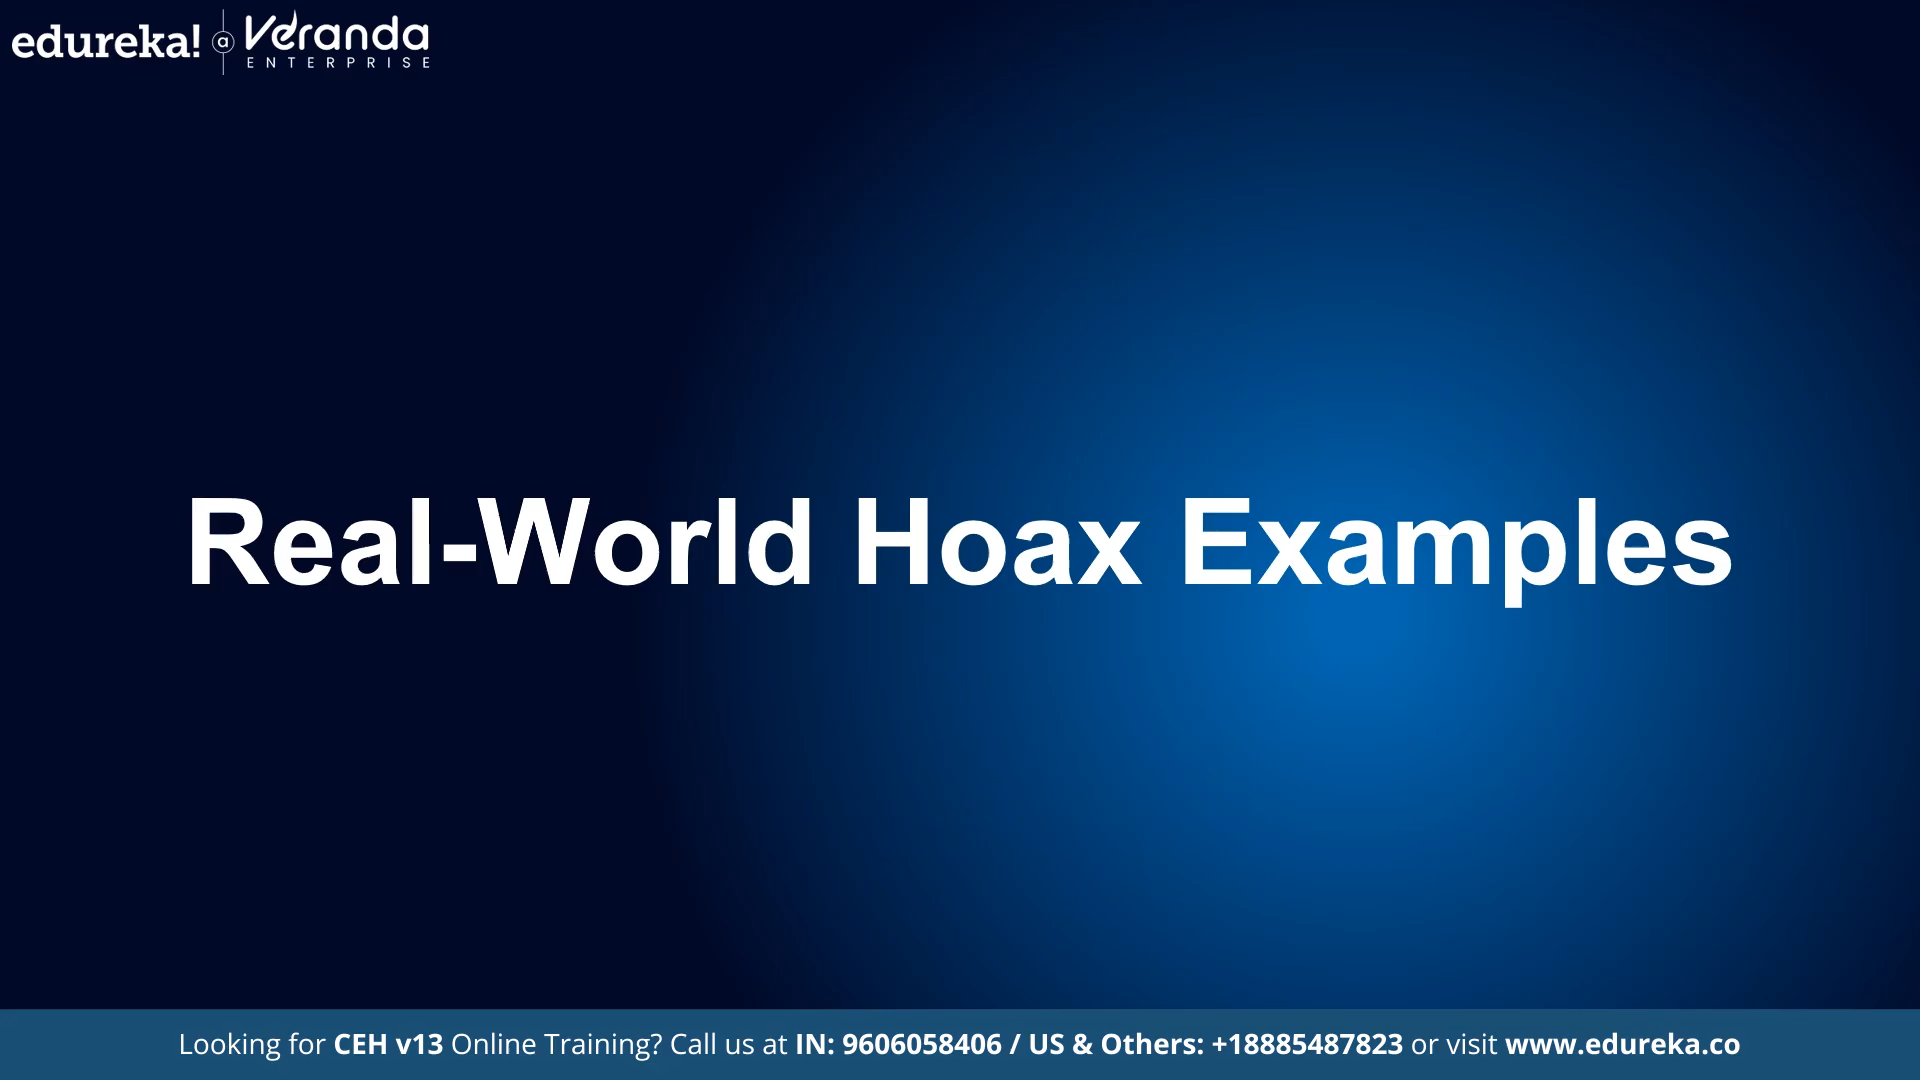 edureka! a Veranda
ENTERPRISE
Real-World Hoax Examples
Looking for CEH v13 Online Training? Call us at IN: 9606058406 / US & Others: +18885487823 or visit www.edureka.co